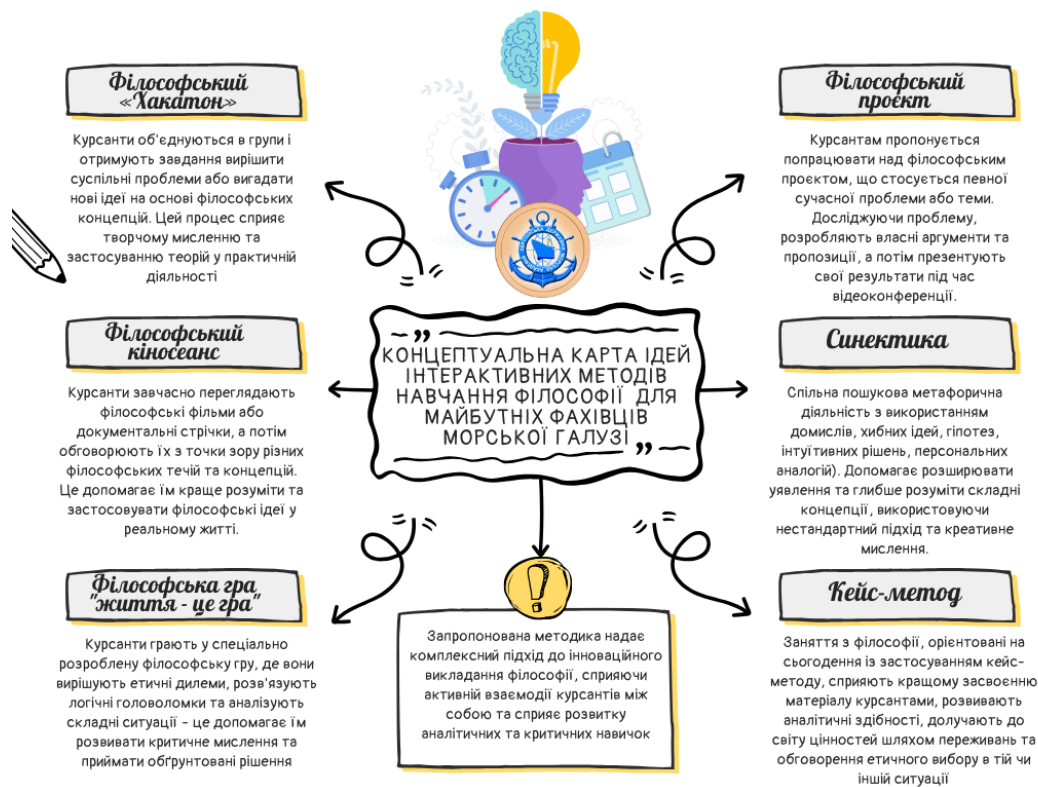 Філософський
«Хакатон»
Курсанти об'єднуються в групи і
отримують завдання вирішити
суспільні проблеми або вигадати
нові ідеї на основі філософських
концепцій. Цей процес сприяє
творчому мисленню та
застосуванню теорій у практичній
діяльності
Філософський
кіносеанс
Курсанти завчасно переглядають
філософські фільми або
документальні стрічки, а потім
обговорюють їх з точки зору різних
філософських течій та концепцій.
Це допомагає їм краще розуміти та
застосовувати філософські ідеї у
реальному житті.
Філософська гра
"життя - це гра"
Курсанти грають у спеціально
розроблену філософську гру, де вони
вирішують етичні дилеми, розв'язують
логічні головоломки та аналізують
складні ситуації - це допомагає їм
розвивати критичне мислення та
приймати обґрунтовані рішення
„
КОНЦЕПТУАЛЬНА КАРТА ІДЕЙ
ІНТЕРАКТИВНИХ МЕТОДІВ
НАВЧАННЯ ФІЛОСОФІЇ ДЛЯ
МАЙБУТНІХ ФАХІВЦІВ
МОРСЬКОЇ ГАЛУЗІ
„
!
Запропонована методика надає
комплексний підхід до інноваційного
викладання філософії, сприяючи
активній взаємодії курсантів між
собою та сприяє розвитку
аналітичних та критичних навичок
Філософський
проєкт
Курсантам пропонується
попрацювати над філософським
проєктом, що стосується певної
сучасної проблеми або теми.
Досліджуючи проблему,
розробляють власні аргументи та
пропозиції, а потім презентують
свої результати під час
відеоконференції.
Синектика
Спільна пошукова метафорична
діяльність з використанням
домислів, хибних ідей, гіпотез,
інтуїтивних рішень, персональних
аналогій). Допомагає розширювати
уявлення та глибше розуміти складні
концепції, використовуючи
нестандартний підхід та креативне
мислення.
Кейс-метод
Заняття з філософії, орієнтовані на
сьогодення із застосуванням кейс-
методу, сприяють кращому засвоєнню
матеріалу курсантами, розвивають
аналітичні здібності, долучають до
світу цінностей шляхом переживань та
обговорення етичного вибору в тій чи
іншій ситуації